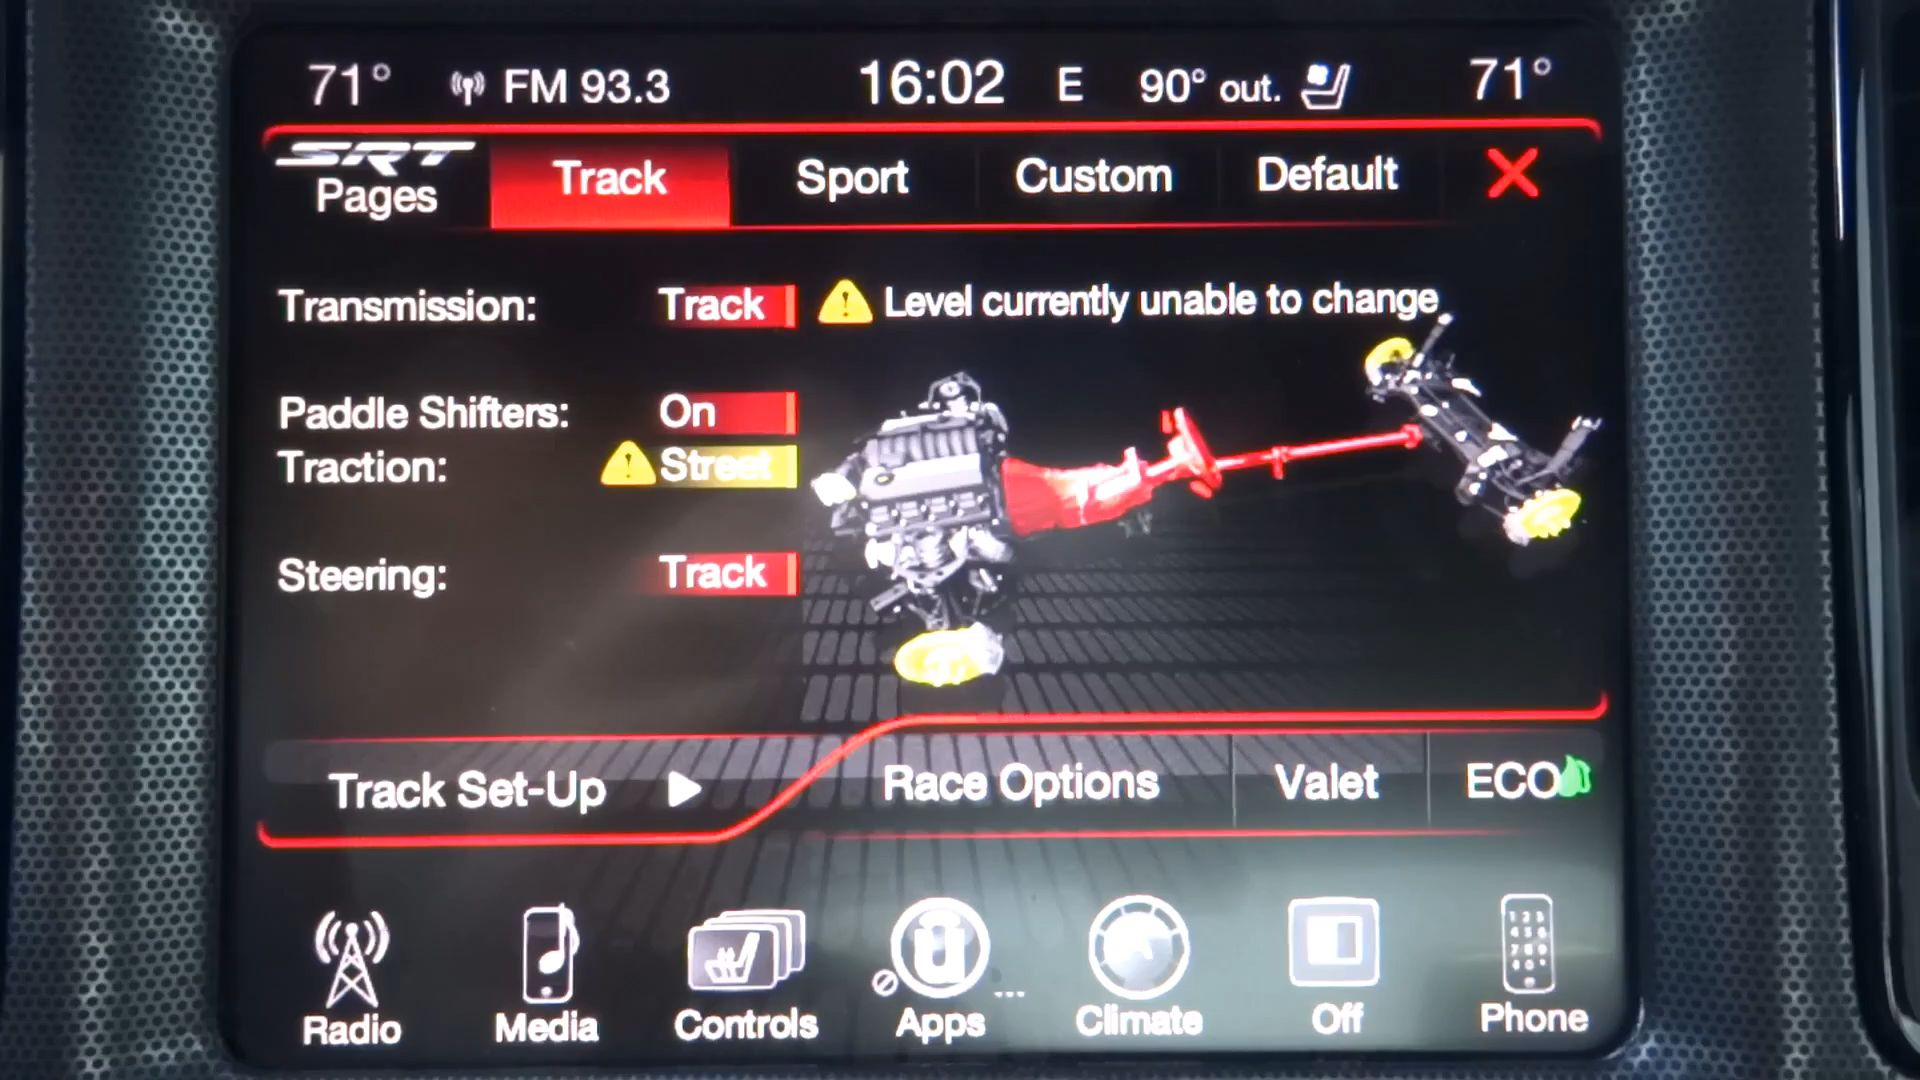 71° FM 93.3 16:02 E 90° out. 71°
SRT Pages
Track Sport Custom Default
Transmission: Track Level currently unable to change
Paddle Shifters: On
Traction: Street
Steering: Track
Track Set-Up Race Options Valet ECO
Radio Media Controls Apps Climate Off Phone